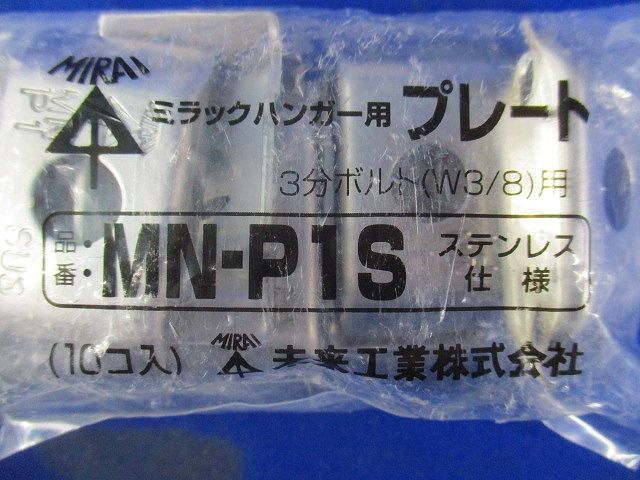 MIRAI
ミラックハンガー用 プレート
3分ボルト(W3/8)用
品番: MN-P1S ステンレス仕様
(10コ入) MIRAI 未来工業株式会社
SUS